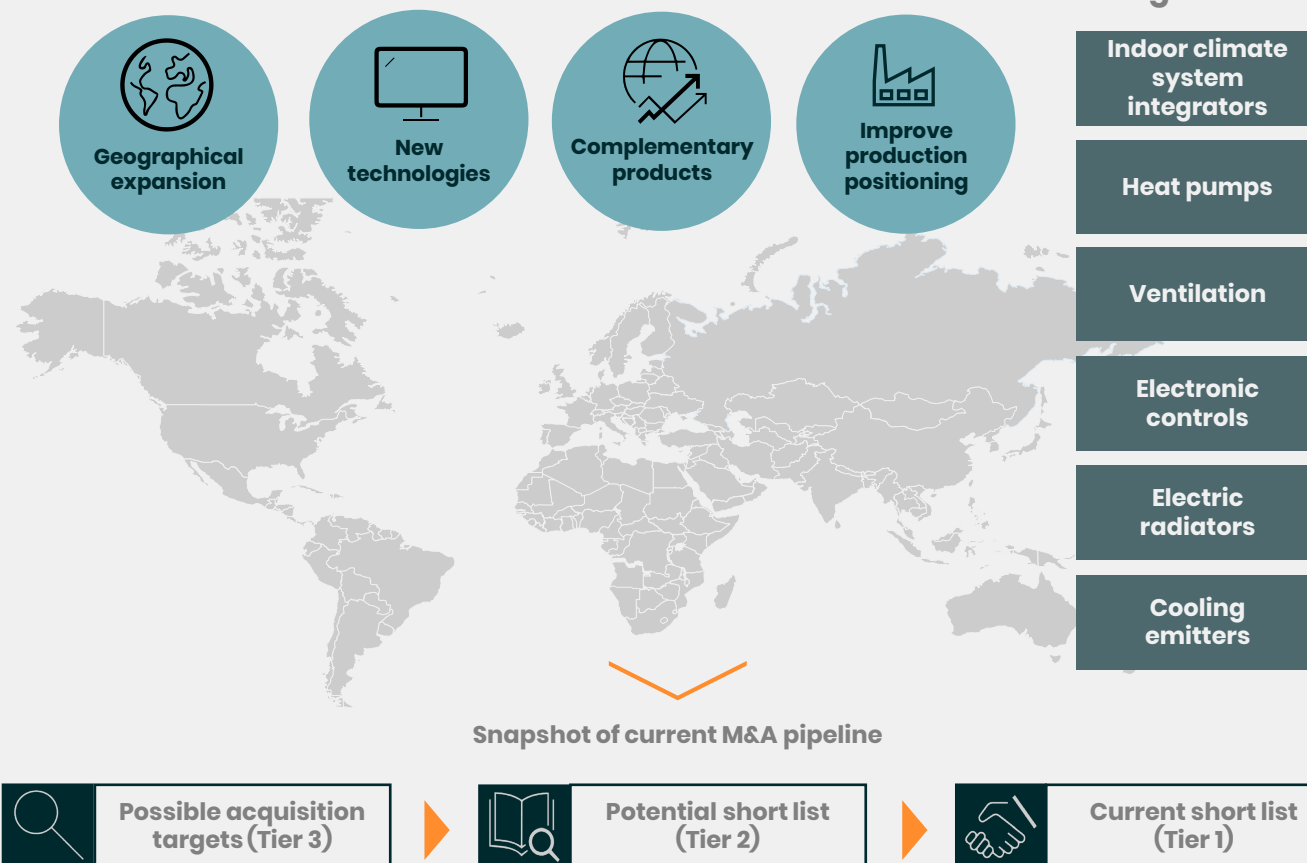 Geographical
expansion
New
technologies
Complementary
products
Improve
production
positioning
Indoor climate
system
integrators
Heat pumps
Ventilation
Electronic
controls
Electric
radiators
Cooling
emitters
Snapshot of current M&A pipeline
Possible acquisition
targets (Tier 3)
Potential short list
(Tier 2)
Current short list
(Tier 1)